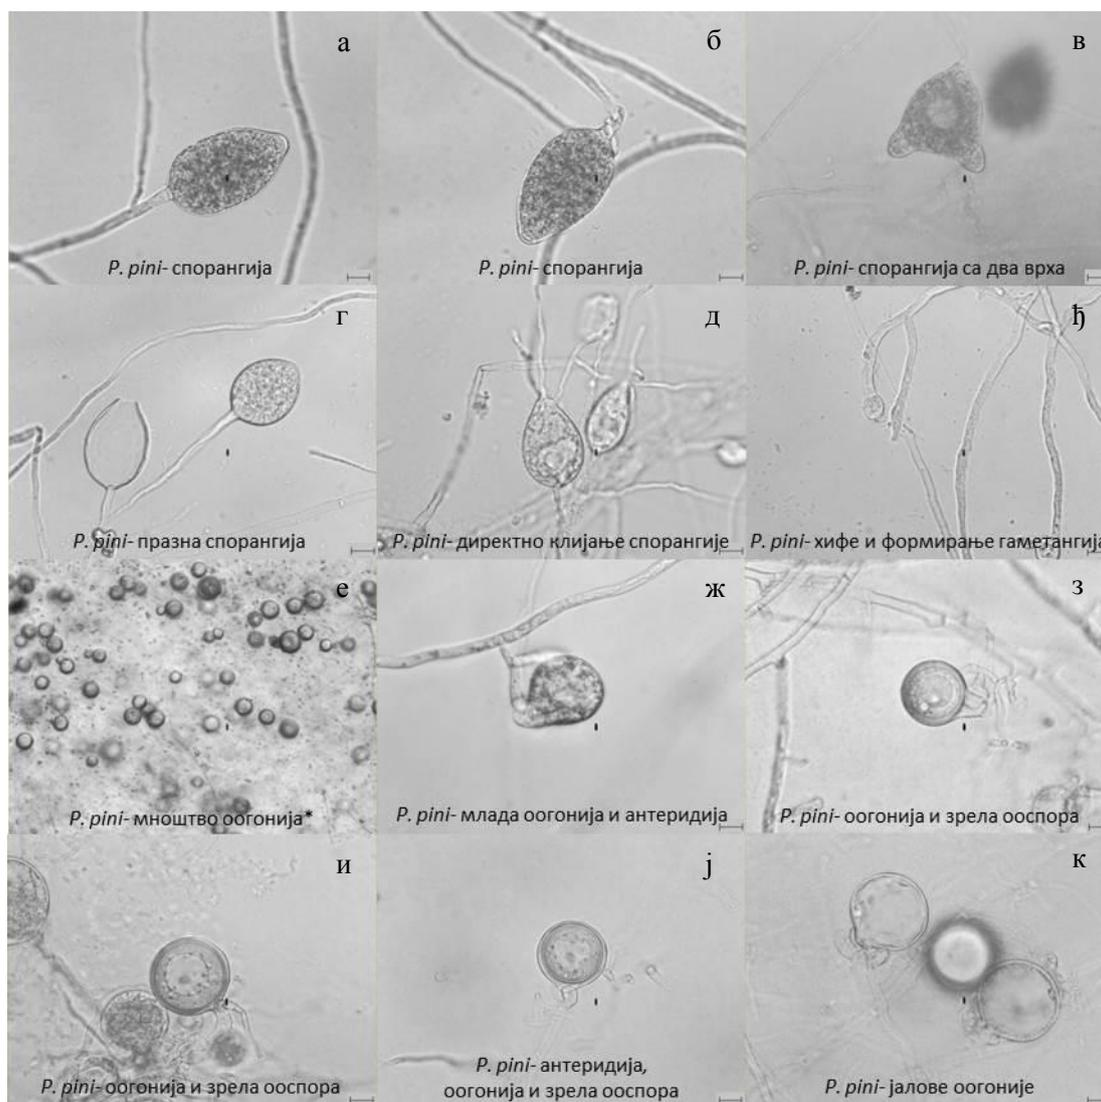 а
б
в
P. pini- спорангија
P. pini- спорангија
P. pini- спорангија са два врха
г
д
ђ
P. pini- празна спорангија
P. pini- директно клијање спорангије
P. pini- хифе и формирање гаметангија
е
ж
з
P. pini- мноштво оогонија*
P. pini- млада оогонија и антеридија
P. pini- оогонија и зрела ооспора
и
ј
к
P. pini- оогонија и зрела ооспора
P. pini- антеридија,
оогонија и зрела ооспора
P. pini- јалове оогоније